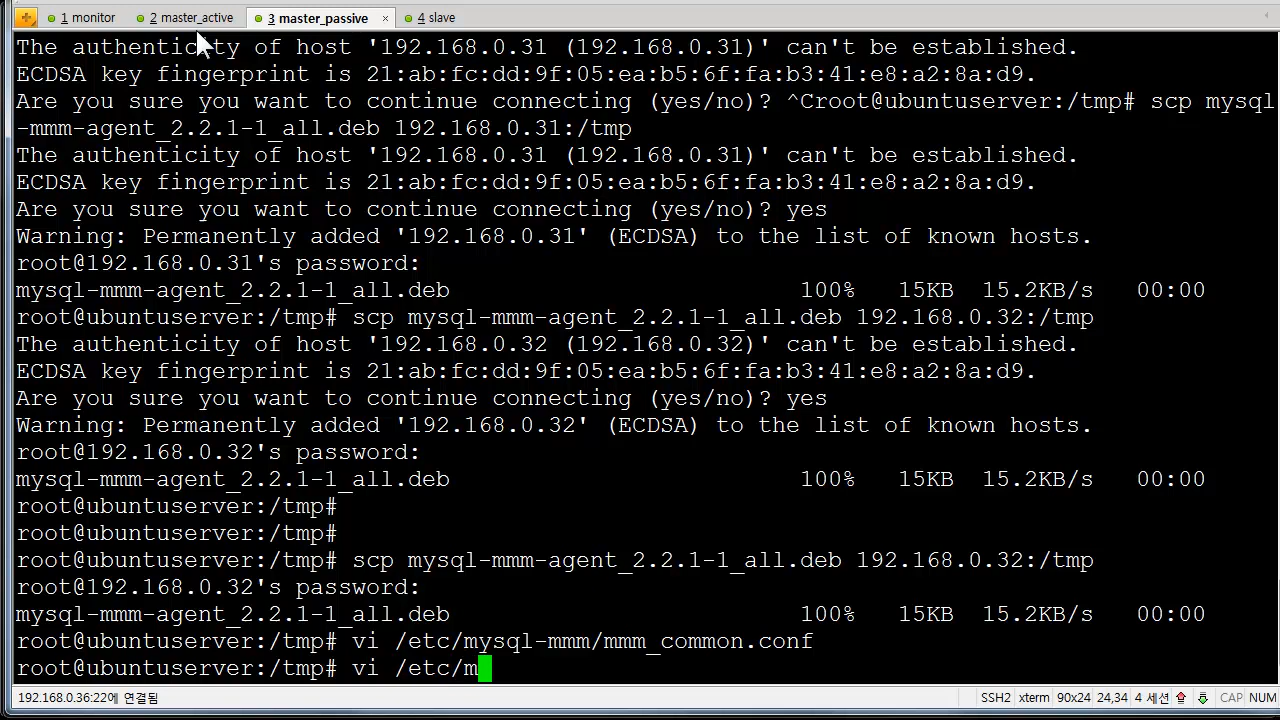 1 monitor 2 master_active 3 master_passive × 4 slave
The authenticity of host '192.168.0.31 (192.168.0.31)' can't be established.
ECDSA key fingerprint is 21:ab:fc:dd:9f:05:ea:b5:6f:fa:b3:41:e8:a2:8a:d9.
Are you sure you want to continue connecting (yes/no)? ^Croot@ubuntuserver:/tmp# scp mysql
-mmm-agent_2.2.1-1_all.deb 192.168.0.31:/tmp
The authenticity of host '192.168.0.31 (192.168.0.31)' can't be established.
ECDSA key fingerprint is 21:ab:fc:dd:9f:05:ea:b5:6f:fa:b3:41:e8:a2:8a:d9.
Are you sure you want to continue connecting (yes/no)? yes
Warning: Permanently added '192.168.0.31' (ECDSA) to the list of known hosts.
root@192.168.0.31's password:
mysql-mmm-agent_2.2.1-1_all.deb 100% 15KB 15.2KB/s 00:00
root@ubuntuserver:/tmp# scp mysql-mmm-agent_2.2.1-1_all.deb 192.168.0.32:/tmp
The authenticity of host '192.168.0.32 (192.168.0.32)' can't be established.
ECDSA key fingerprint is 21:ab:fc:dd:9f:05:ea:b5:6f:fa:b3:41:e8:a2:8a:d9.
Are you sure you want to continue connecting (yes/no)? yes
Warning: Permanently added '192.168.0.32' (ECDSA) to the list of known hosts.
root@192.168.0.32's password:
mysql-mmm-agent_2.2.1-1_all.deb 100% 15KB 15.2KB/s 00:00
root@ubuntuserver:/tmp#
root@ubuntuserver:/tmp#
root@ubuntuserver:/tmp# scp mysql-mmm-agent_2.2.1-1_all.deb 192.168.0.32:/tmp
root@192.168.0.32's password:
mysql-mmm-agent_2.2.1-1_all.deb 100% 15KB 15.2KB/s 00:00
root@ubuntuserver:/tmp# vi /etc/mysql-mmm/mmm_common.conf
root@ubuntuserver:/tmp# vi /etc/m
192.168.0.36:22에 연결됨 SSH2 xterm 90x24 24,34 4 세션 CAP NUM